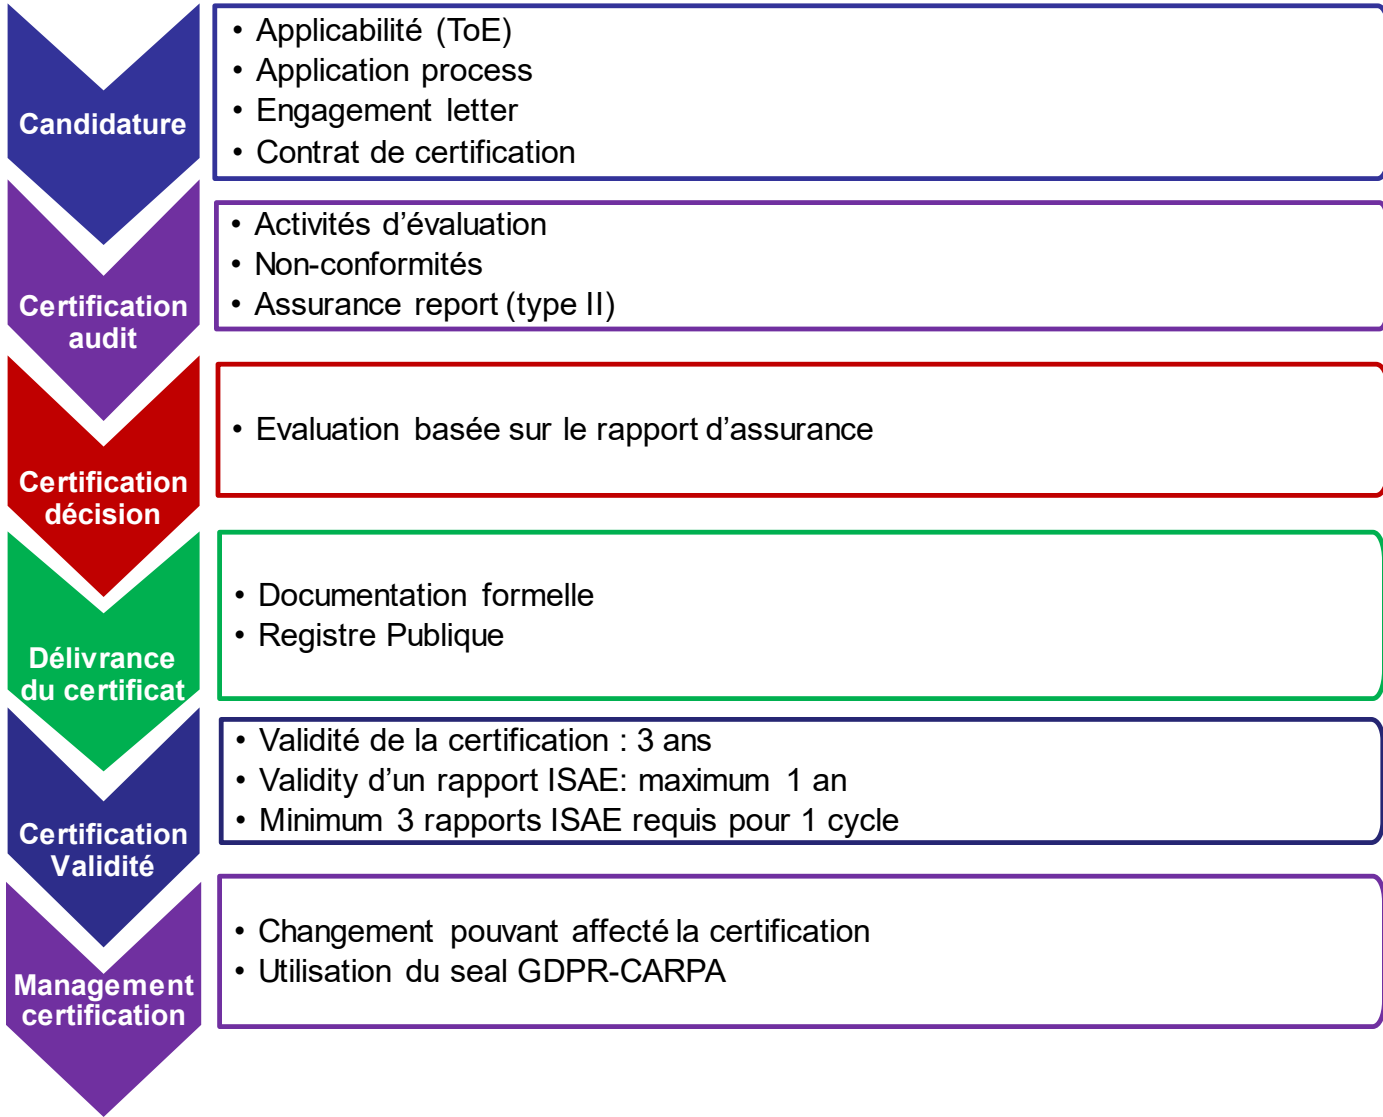 Candidature
• Applicabilité (ToE)
• Application process
• Engagement letter
• Contrat de certification
Certification
audit
• Activités d’évaluation
• Non-conformités
• Assurance report (type II)
Certification
décision
• Evaluation basée sur le rapport d’assurance
Délivrance
du certificat
• Documentation formelle
• Registre Publique
Certification
Validité
• Validité de la certification : 3 ans
• Validity d’un rapport ISAE: maximum 1 an
• Minimum 3 rapports ISAE requis pour 1 cycle
Management
certification
• Changement pouvant affecté la certification
• Utilisation du seal GDPR-CARPA